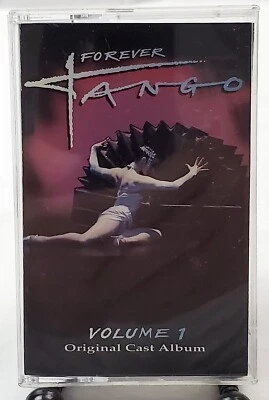 FOREVER
TANGO
VOLUME 1
Original Cast Album